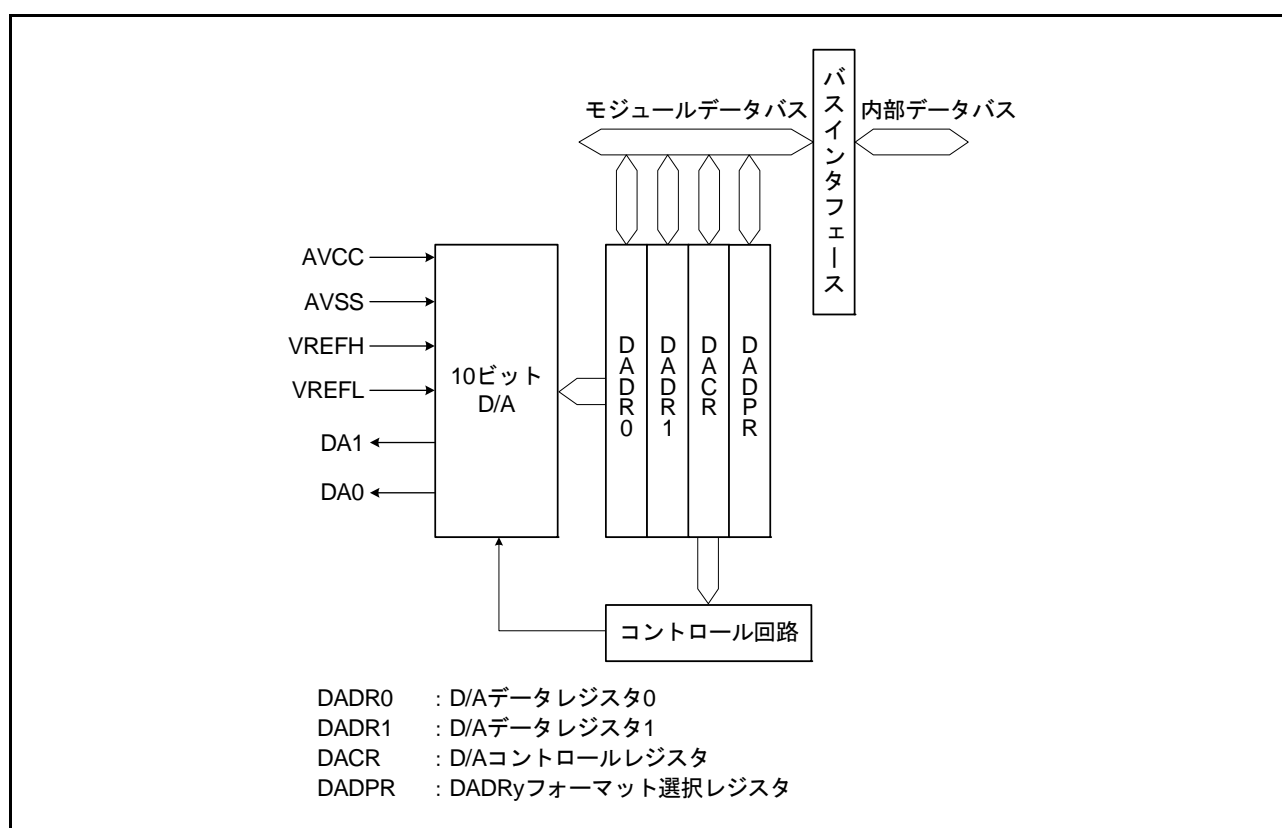 モジュールデータバス
バスインタフェース
内部データバス
AVCC
AVSS
VREFH
VREFL
DA1
DA0
10ビット
D/A
DADR0
DADR1
DACR
DADPR
コントロール回路
DADR0 : D/Aデータレジスタ0
DADR1 : D/Aデータレジスタ1
DACR : D/Aコントロールレジスタ
DADPR : DADRyフォーマット選択レジスタ